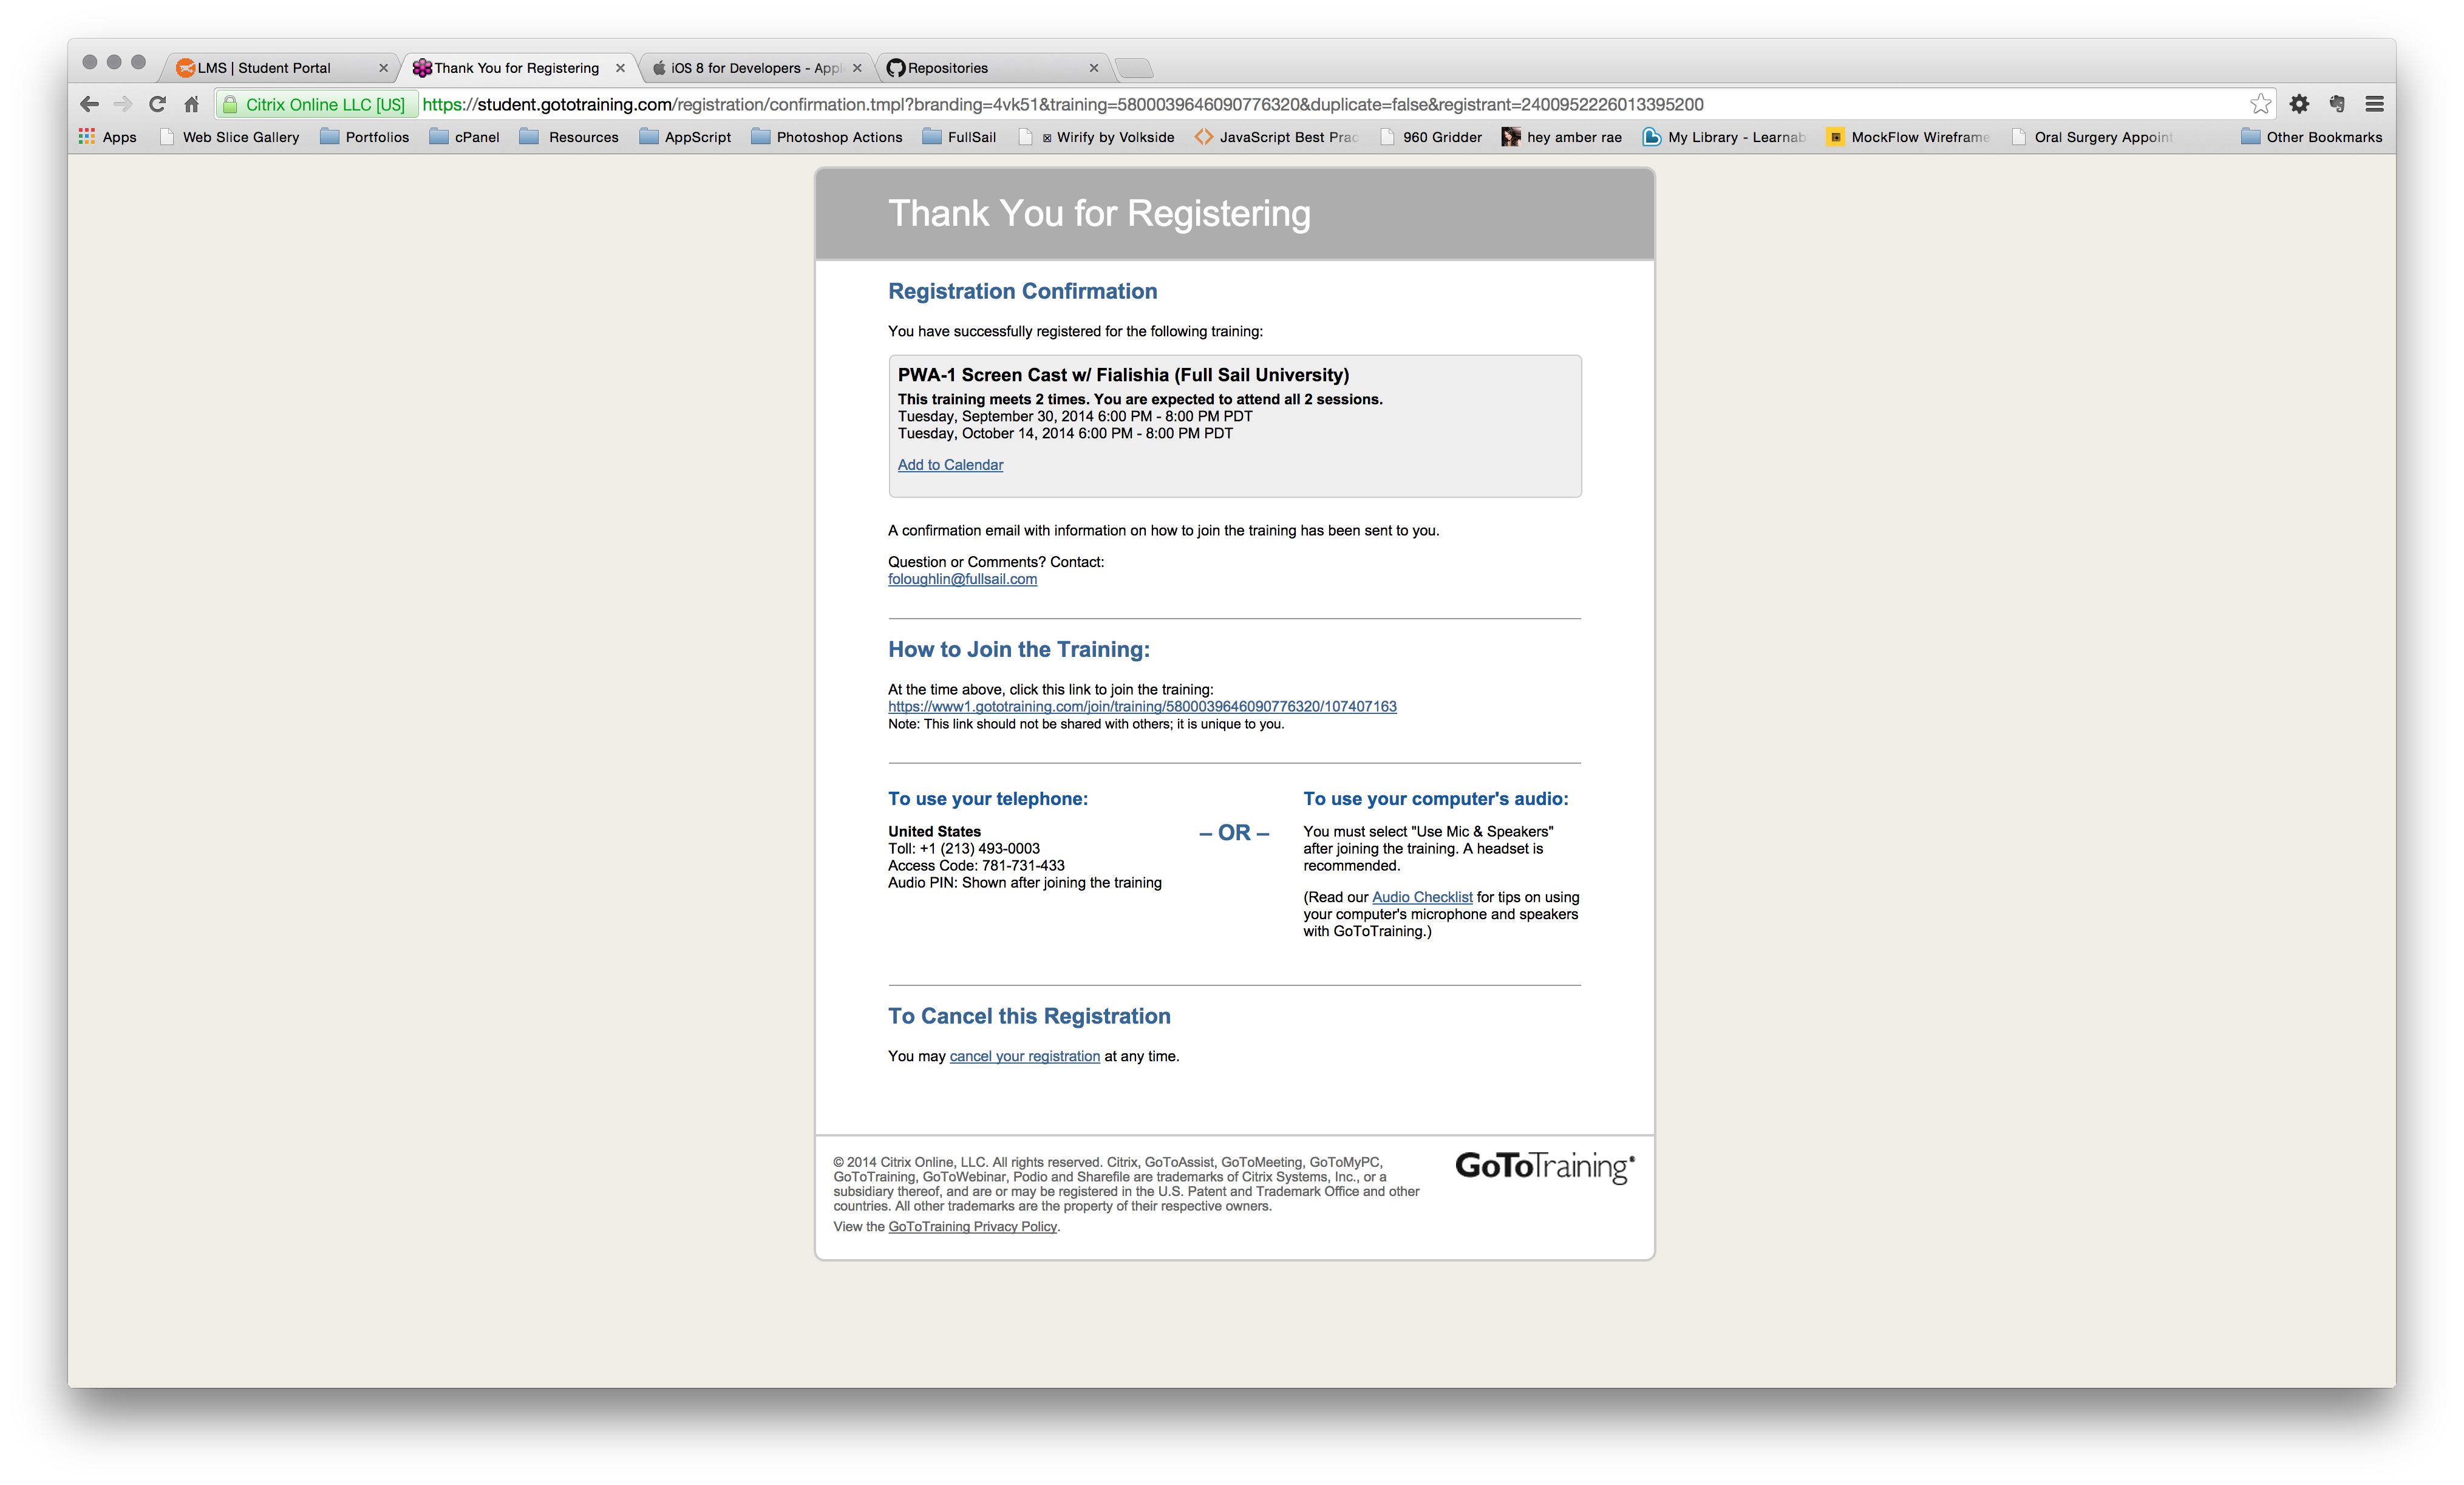 LMS | Student Portal
Thank You for Registering
iOS 8 for Developers - Appl
Repositories
Citrix Online LLC [US]
https://student.gototraining.com/registration/confirmation.tmpl?branding=4vk51&training=5800039646090776320&duplicate=false&registrant=2400952226013395200
Apps
Web Slice Gallery
Portfolios
cPanel
Resources
AppScript
Photoshop Actions
FullSail
Wirify by Volkside
JavaScript Best Prac
960 Gridder
hey amber rae
My Library - Learnab
MockFlow Wireframe
Oral Surgery Appoint
Other Bookmarks
Thank You for Registering
Registration Confirmation
You have successfully registered for the following training:
PWA-1 Screen Cast w/ Fialishia (Full Sail University)
This training meets 2 times. You are expected to attend all 2 sessions.
Tuesday, September 30, 2014 6:00 PM - 8:00 PM PDT
Tuesday, October 14, 2014 6:00 PM - 8:00 PM PDT
Add to Calendar
A confirmation email with information on how to join the training has been sent to you.
Question or Comments? Contact:
foloughlin@fullsail.com
How to Join the Training:
At the time above, click this link to join the training:
https://www1.gototraining.com/join/training/5800039646090776320/107407163
Note: This link should not be shared with others; it is unique to you.
To use your telephone:
United States
Toll: +1 (213) 493-0003
Access Code: 781-731-433
Audio PIN: Shown after joining the training
– OR –
To use your computer's audio:
You must select "Use Mic & Speakers"
after joining the training. A headset is
recommended.
(Read our Audio Checklist for tips on using
your computer's microphone and speakers
with GoToTraining.)
To Cancel this Registration
You may cancel your registration at any time.
© 2014 Citrix Online, LLC. All rights reserved. Citrix, GoToAssist, GoToMeeting, GoToMyPC,
GoToTraining, GoToWebinar, Podio and Sharefile are trademarks of Citrix Systems, Inc., or a
subsidiary thereof, and are or may be registered in the U.S. Patent and Trademark Office and other
countries. All other trademarks are the property of their respective owners.
View the GoToTraining Privacy Policy.
GoToTraining®